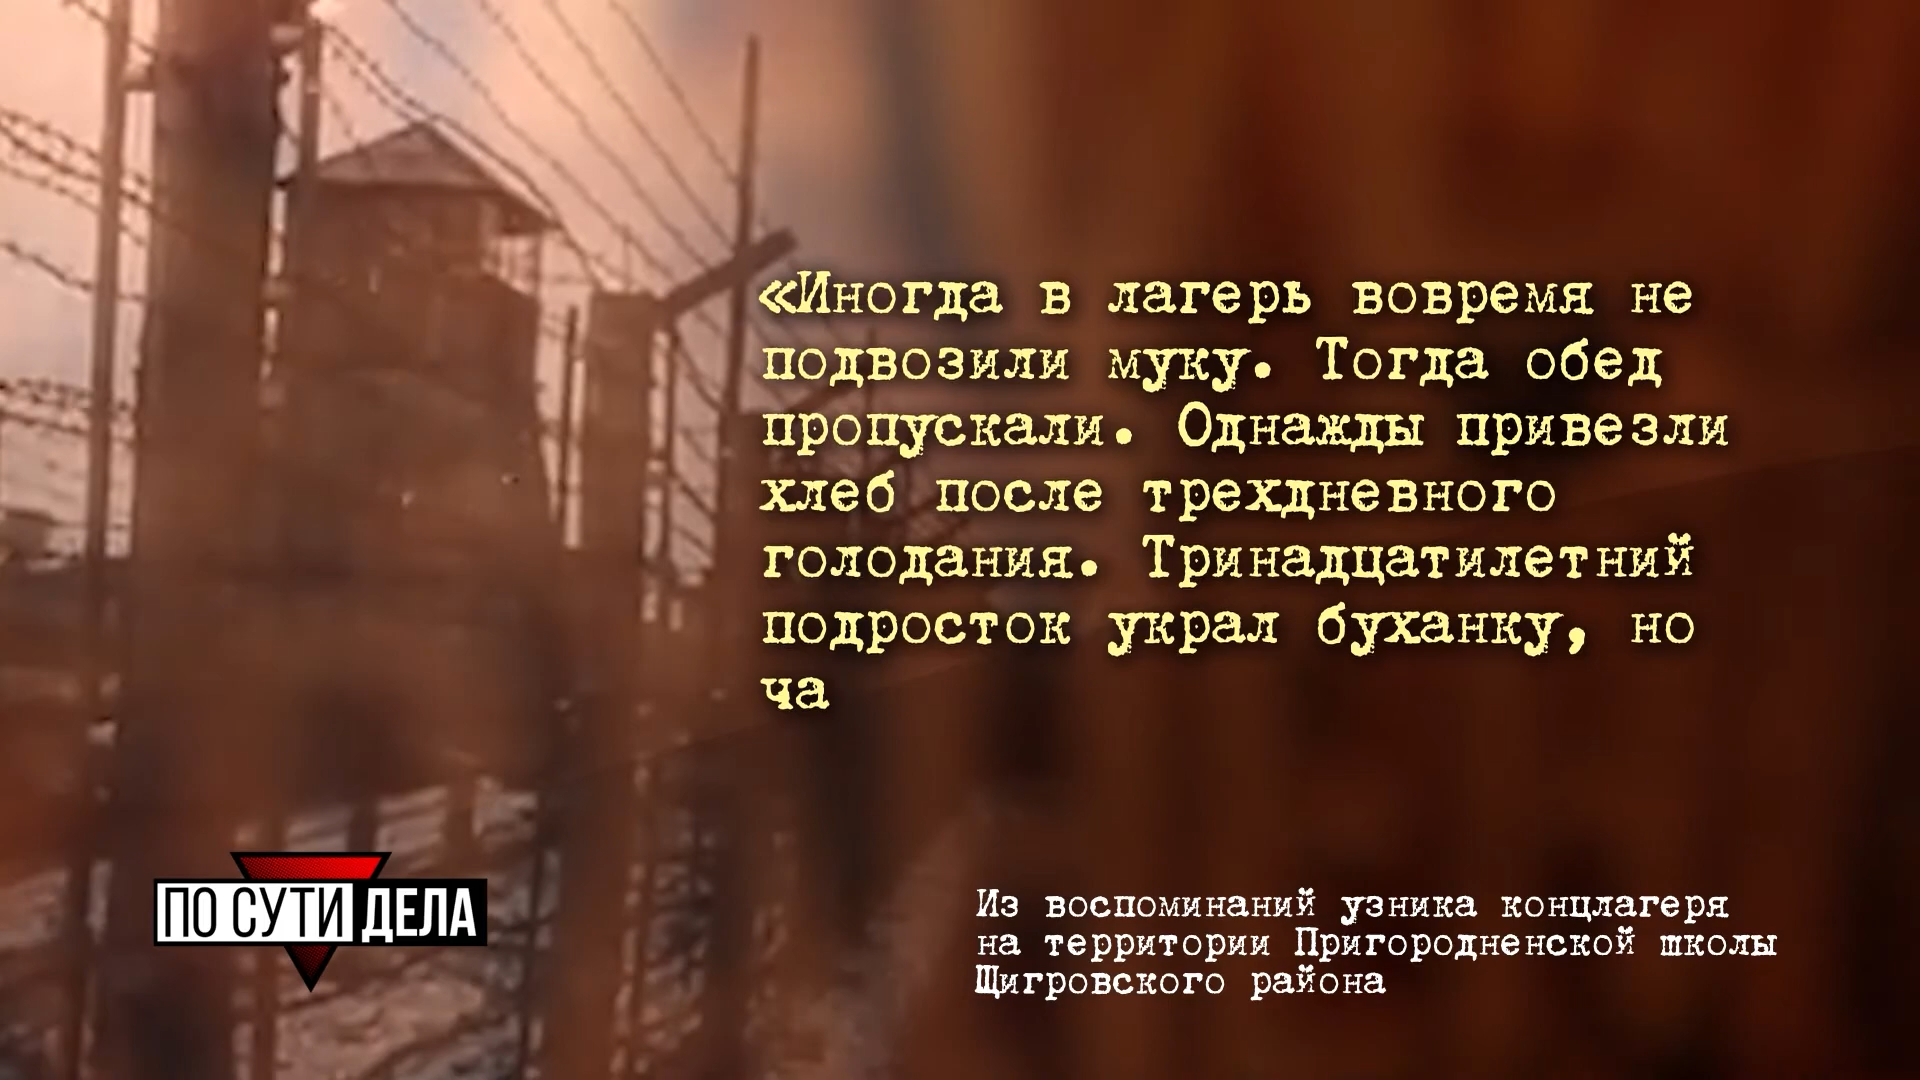 «Иногда в лагерь вовремя не
подвозили муку. Тогда обед
пропускали. Однажды привезли
хлеб после трехдневного
голодания. Тринадцатилетний
подросток украл буханку, но
ча
ПО СУТИ ДЕЛА
Из воспоминаний узника концлагеря
на территории Пригородненской школы
Щигровского района